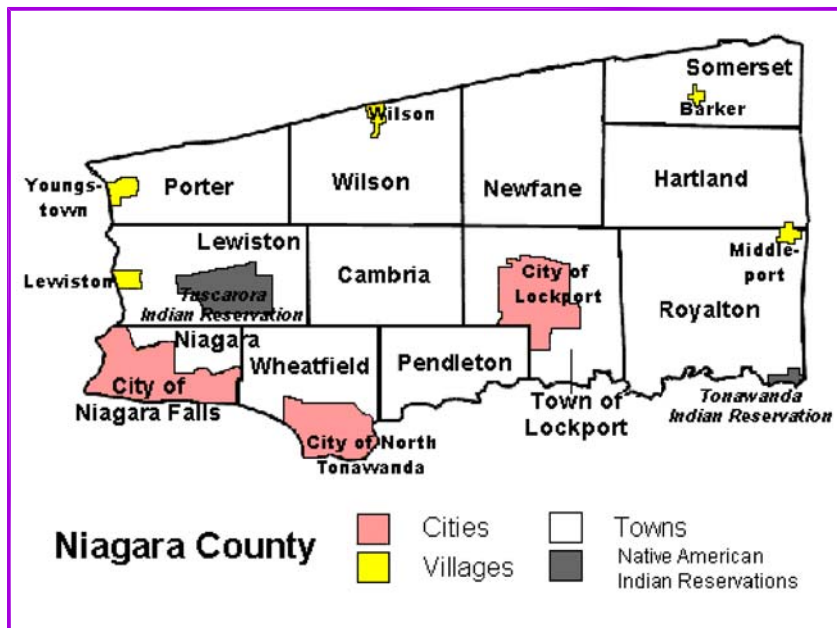 Somerset
Barker
Wilson
Wilson
Newfane
Hartland
Youngs-
town
Porter
Lewiston
Lewiston
Tuscarora
Indian Reservation
Cambria
City of
Lockport
Middle-
port
Royalton
Niagara
Wheatfield
Pendleton
City of
Niagara Falls
City of North
Tonawanda
Town of
Lockport
Tonawanda
Indian Reservation
Niagara County
Cities
Villages
Towns
Native American
Indian Reservations